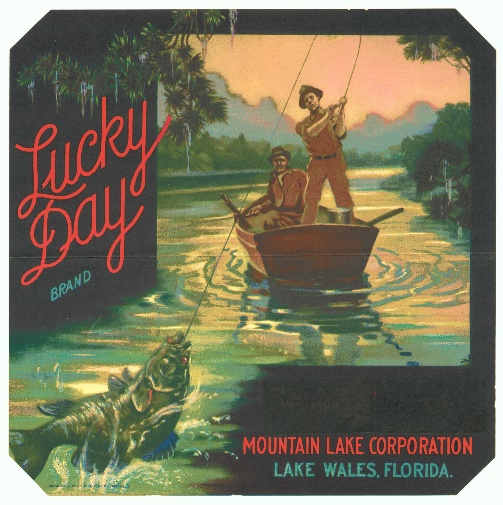 Lucky
Day
BRAND
MOUNTAIN LAKE CORPORATION
LAKE WALES, FLORIDA.